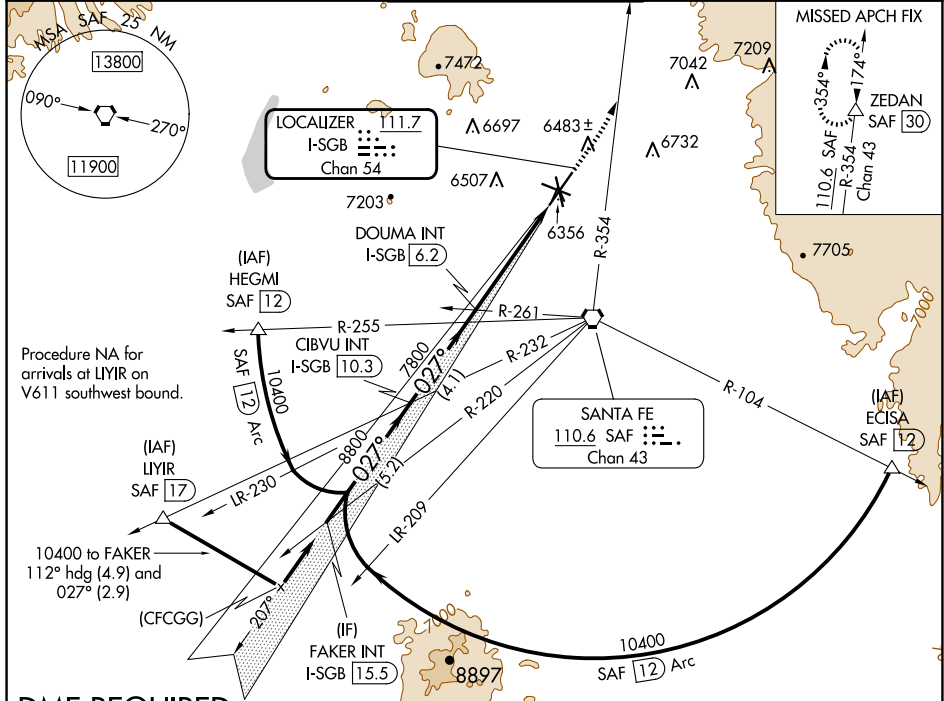 MSA SAF 25 NM
13800
090°
270°
11900
LOCALIZER 111.7
I-SGB
Chan 54
7472
6697
6483±
6507
7203
6356
7042
7209
6732
MISSED APCH FIX
354°
174°
ZEDAN
SAF 30
110.6 SAF
R-354
Chan 43
7705
7000
DOUMA INT
I-SGB 6.2
R-354
(IAF)
HEGMI
SAF 12
R-255
R-261
CIBVU INT
I-SGB 10.3
7800
027°
(4.1)
R-232
R-220
Procedure NA for
arrivals at LIYIR on
V611 southwest bound.
10400
SAF 12 Arc
8800
027°
(5.2)
SANTA FE
110.6 SAF
Chan 43
R-104
(IAF)
ECISA
SAF 12
(IAF)
LIYIR
SAF 17
LR-230
LR-209
10400 to FAKER
112° hdg (4.9) and
027° (2.9)
(CFCGG)
207°
(IF)
FAKER INT
I-SGB 15.5
7000
8897
10400
SAF 12 Arc
DME REQUIRED